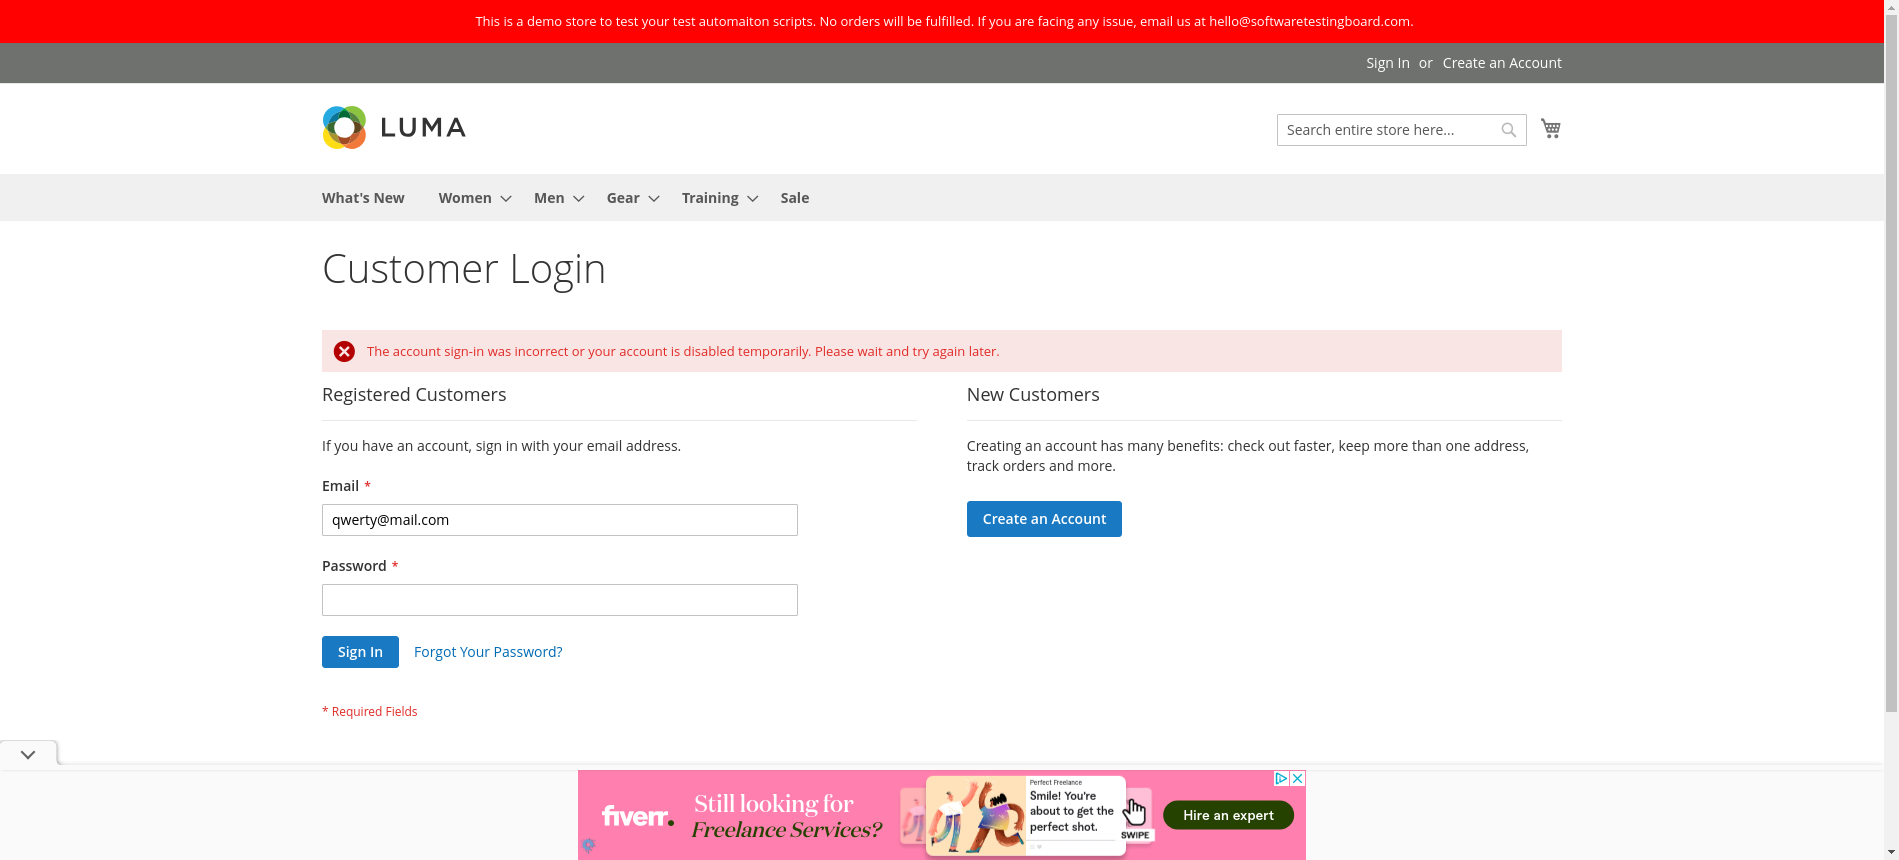 This is a demo store to test your test automaiton scripts. No orders will be fulfilled. If you are facing any issue, email us at hello@softwaretestingboard.com.
Sign In or Create an Account
LUMA
Search entire store here...
What's New Women Men Gear Training Sale
Customer Login
The account sign-in was incorrect or your account is disabled temporarily. Please wait and try again later.
Registered Customers
If you have an account, sign in with your email address.
Email *
qwerty@mail.com
Password *
Sign In Forgot Your Password?
* Required Fields
New Customers
Creating an account has many benefits: check out faster, keep more than one address,
track orders and more.
Create an Account
fiverr.
Still looking for
Freelance Services?
Perfect Freelance
Smile! You're
about to get the
perfect shot.
SWIPE
Hire an expert